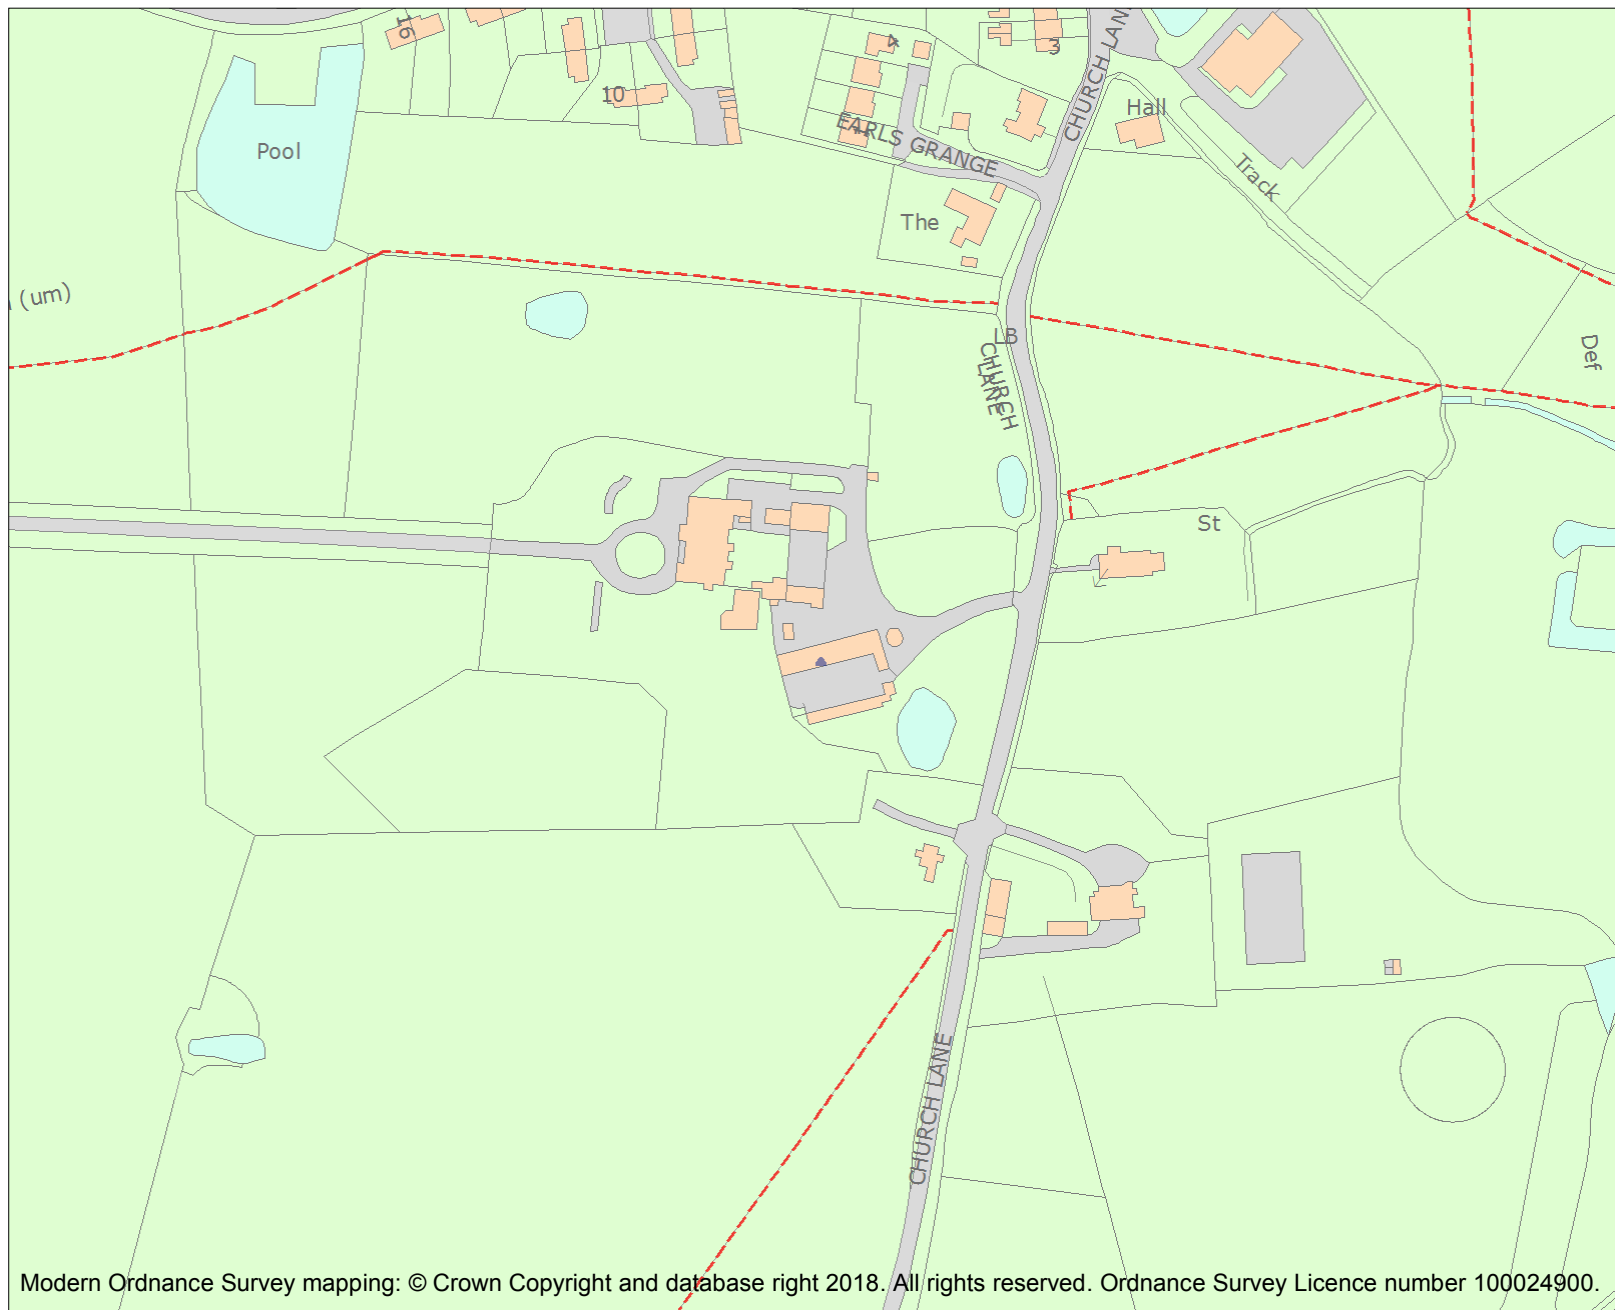 16
4
3
CHURCH LANE
10
Hall
EARLS GRANGE
Pool
Track
The
(um)
LB
CHURCH
LANE
Def
St
CHURCH LANE
Modern Ordnance Survey mapping: © Crown Copyright and database right 2018. All rights reserved. Ordnance Survey Licence number 100024900.